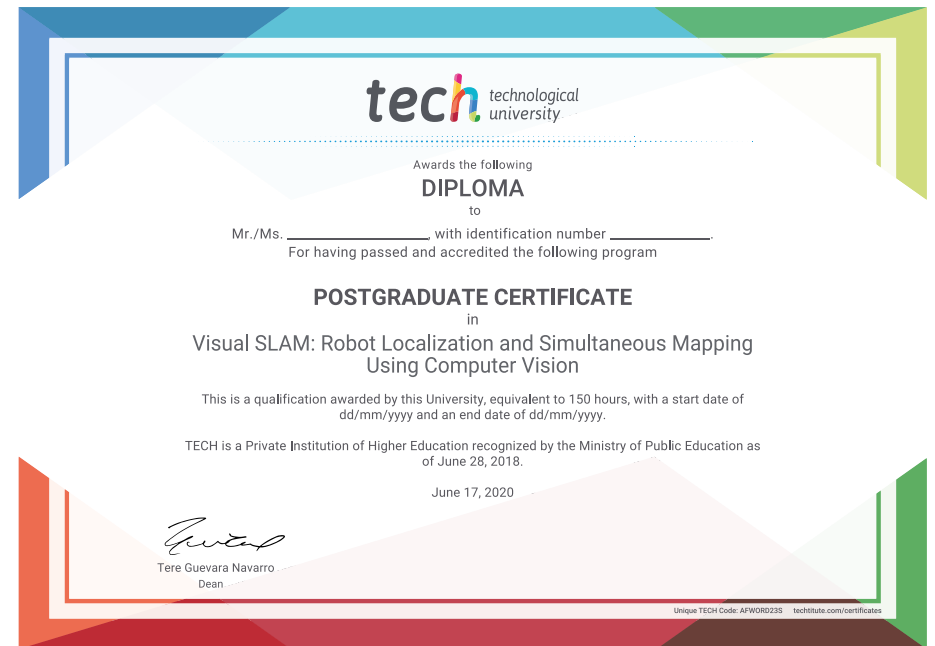 tech technological
university
Awards the following
DIPLOMA
to
Mr./Ms. ____________________, with identification number ______________.
For having passed and accredited the following program
POSTGRADUATE CERTIFICATE
in
Visual SLAM: Robot Localization and Simultaneous Mapping
Using Computer Vision
This is a qualification awarded by this University, equivalent to 150 hours, with a start date of
dd/mm/yyyy and an end date of dd/mm/yyyy.
TECH is a Private Institution of Higher Education recognized by the Ministry of Public Education as
of June 28, 2018.
June 17, 2020
Tere Guevara Navarro
Dean
Unique TECH Code: AFWORD23S techtitute.com/certificates